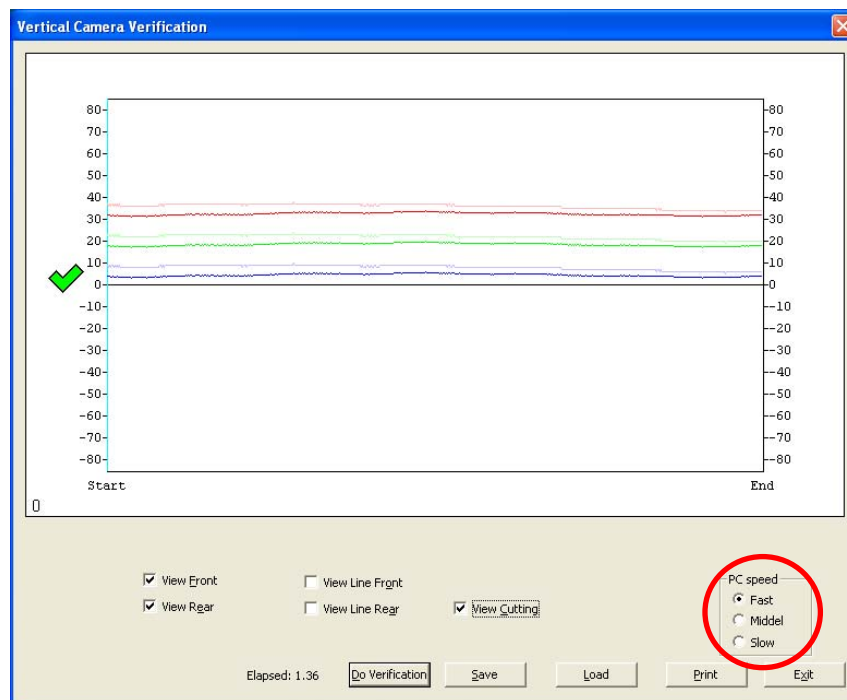 Vertical Camera Verification
80 80
70 70
60 60
50 50
40 40
30 30
20 20
10 10
0 0
-10 -10
-20 -20
-30 -30
-40 -40
-50 -50
-60 -60
-70 -70
-80 -80
Start End
0
View Front View Line Front PC speed
Fast
View Rear View Line Rear View Cutting
Middel
Slow
Elapsed: 1.36 Do Verification Save Load Print Exit